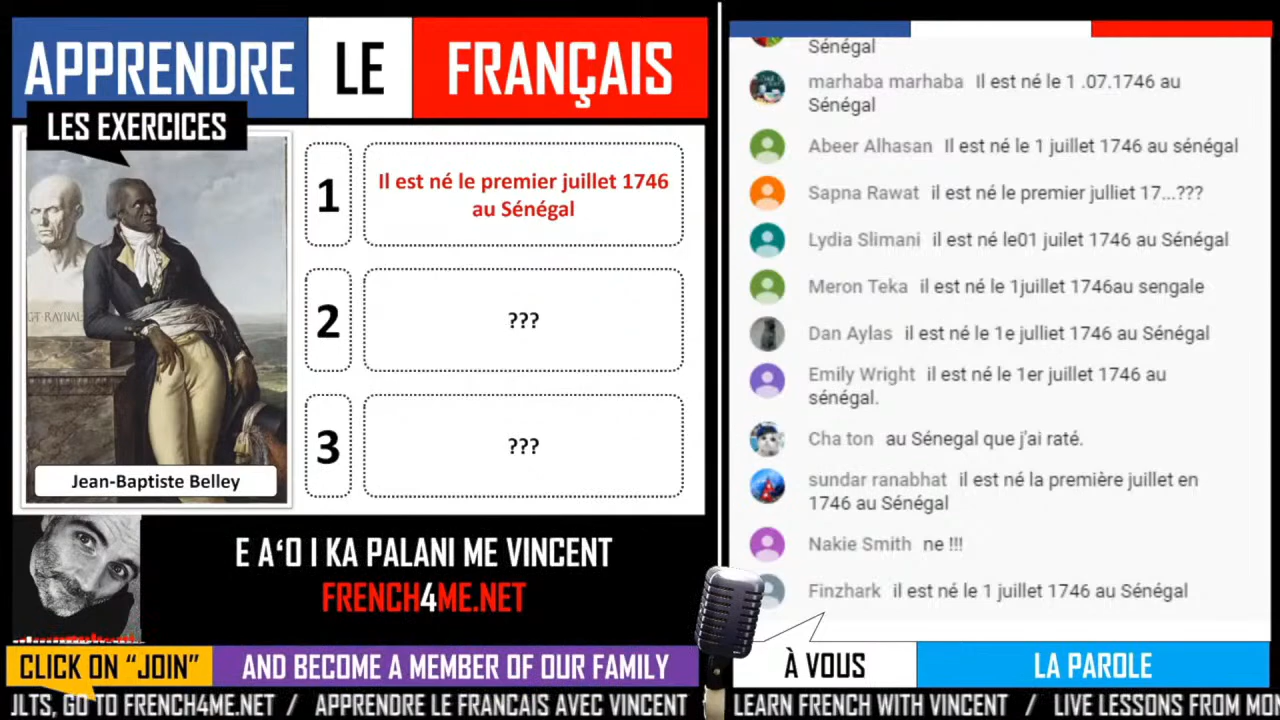 APPRENDRE LE FRANÇAIS
LES EXERCICES
GT RAYNAL
Jean-Baptiste Belley
1
Il est né le premier juillet 1746
au Sénégal
2
???
3
???
E AʻO I KA PALANI ME VINCENT
FRENCH4ME.NET
CLICK ON “JOIN”
AND BECOME A MEMBER OF OUR FAMILY
Sénégal
marhaba marhaba Il est né le 1 .07.1746 au
Sénégal
Abeer Alhasan Il est né le 1 juillet 1746 au sénégal
Sapna Rawat il est né le premier julliet 17...???
Lydia Slimani il est né le01 juilet 1746 au Sénégal
Meron Teka il est né le 1juillet 1746au sengale
Dan Aylas il est né le 1e julliet 1746 au Sénégal
Emily Wright il est né le 1er juillet 1746 au
sénégal.
Cha ton au Sénegal que j'ai raté.
sundar ranabhat il est né la première juillet en
1746 au Sénégal
Nakie Smith ne !!!
Finzhark il est né le 1 juillet 1746 au Sénégal
À VOUS
LA PAROLE
JLTS, GO TO FRENCH4ME.NET / APPRENDRE LE FRANCAIS AVEC VINCENT
LEARN FRENCH WITH VINCENT / LIVE LESSONS FROM MON